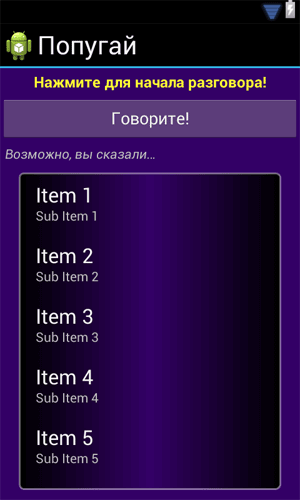 Попугай
Нажмите для начала разговора!
Говорите!
Возможно, вы сказали...
Item 1
Sub Item 1
Item 2
Sub Item 2
Item 3
Sub Item 3
Item 4
Sub Item 4
Item 5
Sub Item 5